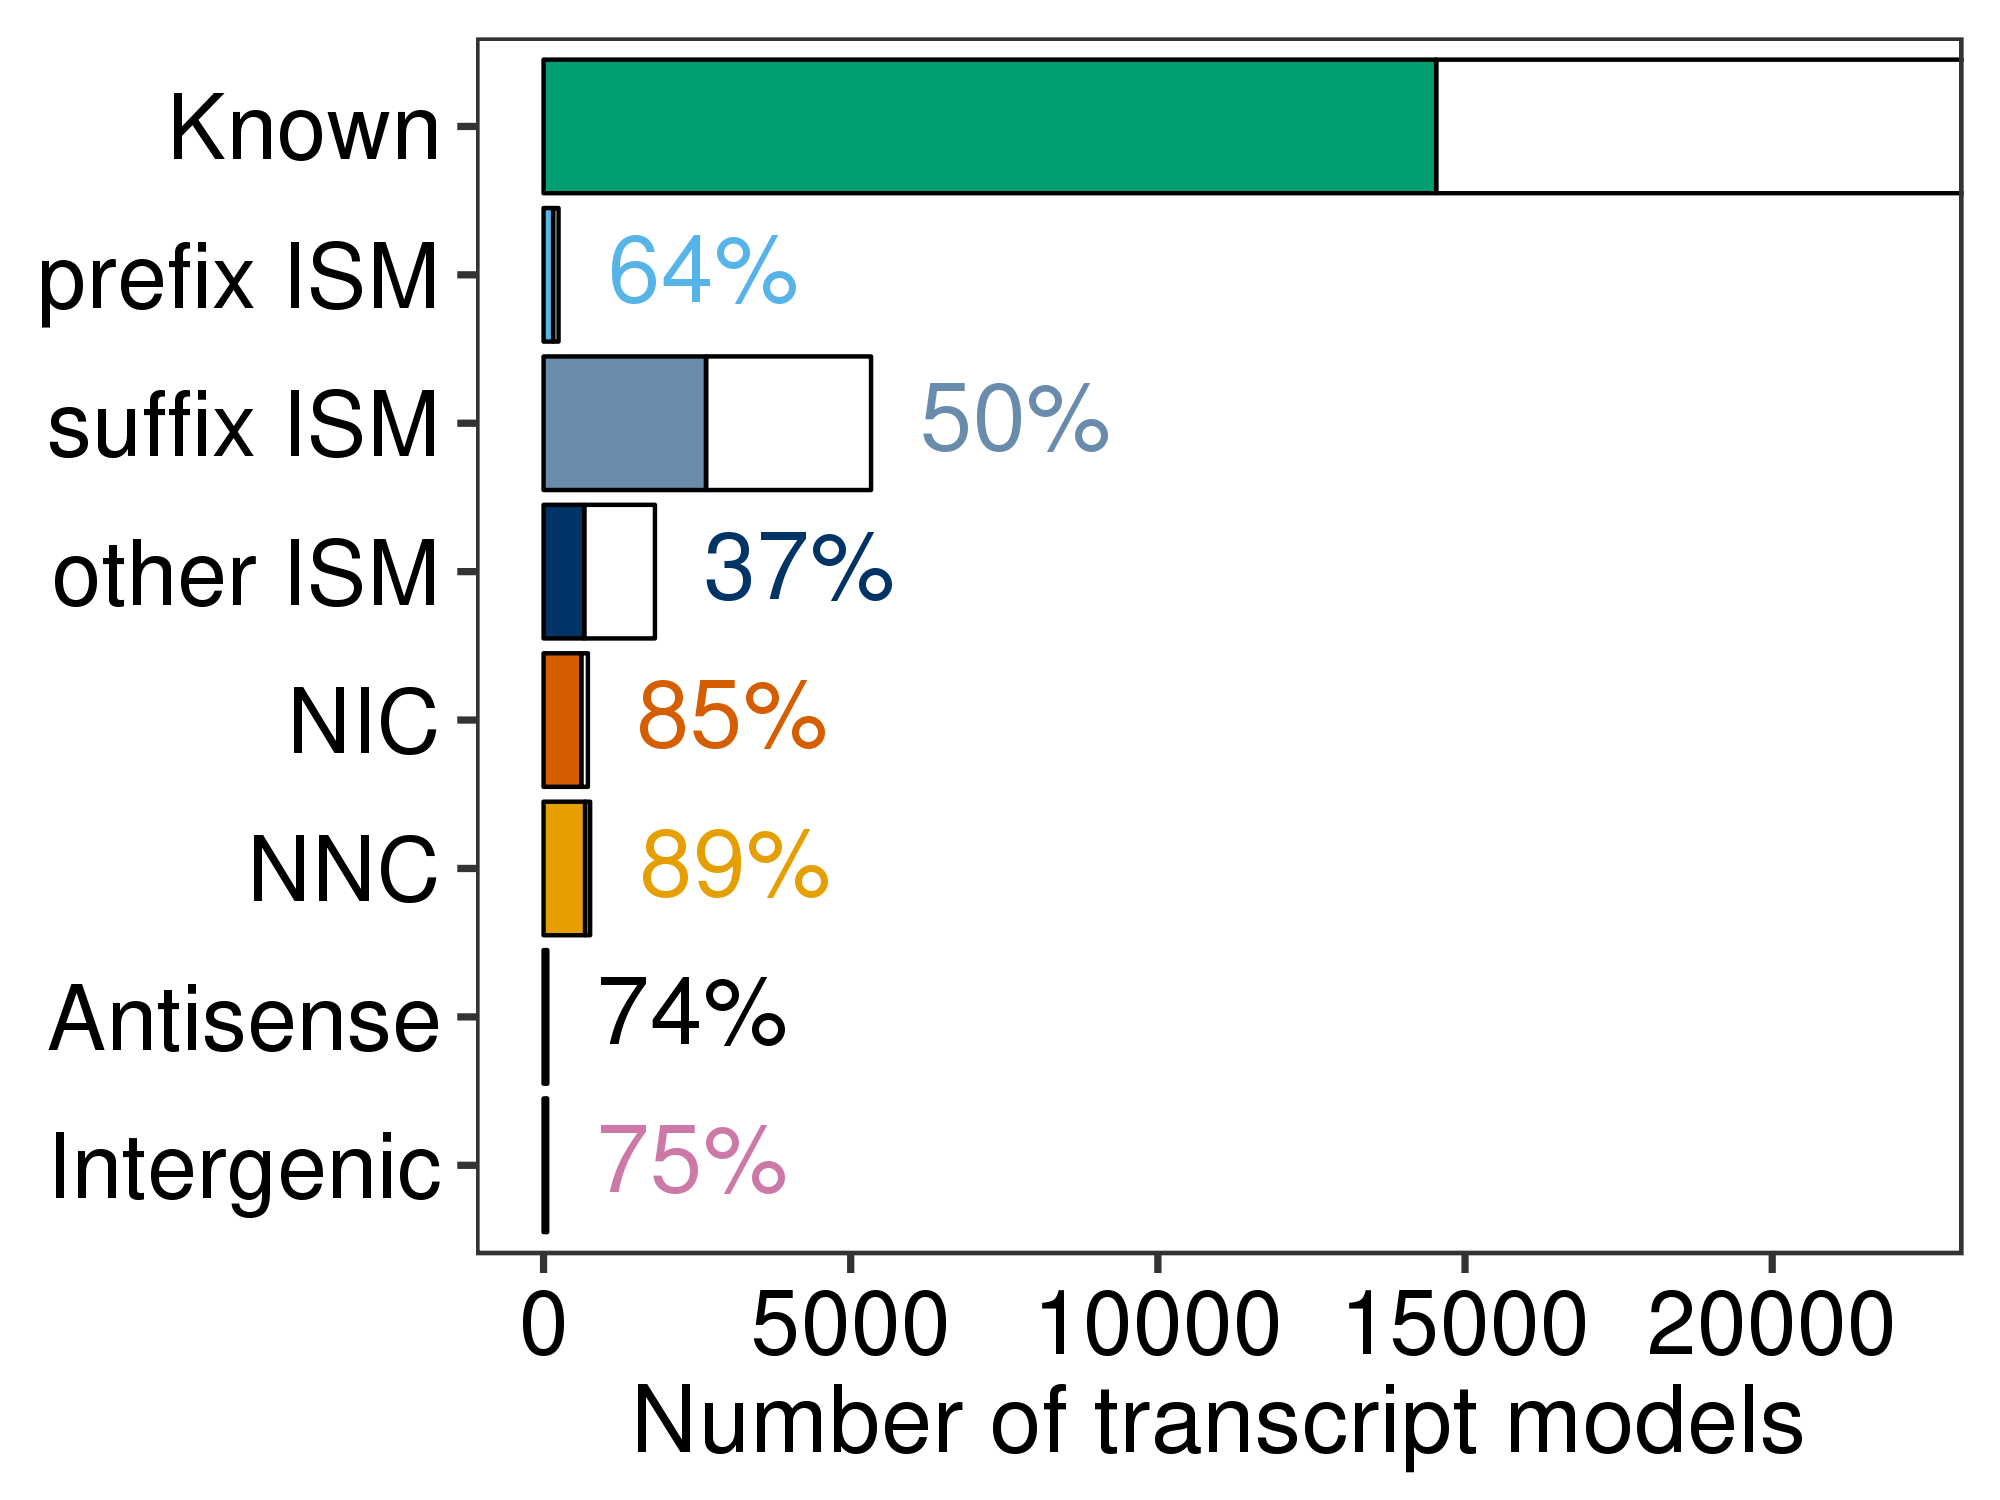 Known
prefix ISM 64%
suffix ISM 50%
other ISM 37%
NIC 85%
NNC 89%
Antisense 74%
Intergenic 75%
0 5000 10000 15000 20000
Number of transcript models